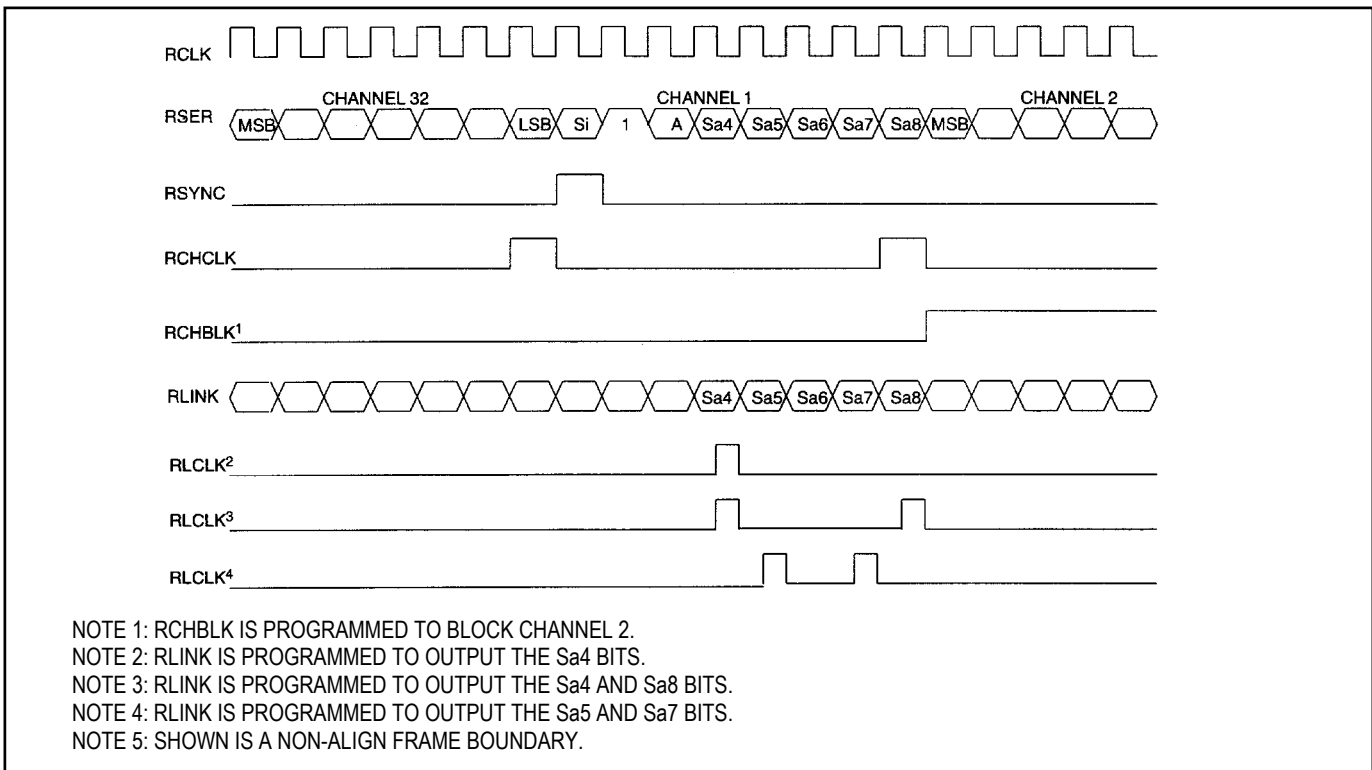 RCLK
CHANNEL 32 CHANNEL 1 CHANNEL 2
RSER MSB LSB Si 1 A Sa4 Sa5 Sa6 Sa7 Sa8 MSB
RSYNC
RCHCLK
RCHBLK¹
RLINK Sa4 Sa5 Sa6 Sa7 Sa8
RLCLK²
RLCLK³
RLCLK⁴
NOTE 1: RCHBLK IS PROGRAMMED TO BLOCK CHANNEL 2.
NOTE 2: RLINK IS PROGRAMMED TO OUTPUT THE Sa4 BITS.
NOTE 3: RLINK IS PROGRAMMED TO OUTPUT THE Sa4 AND Sa8 BITS.
NOTE 4: RLINK IS PROGRAMMED TO OUTPUT THE Sa5 AND Sa7 BITS.
NOTE 5: SHOWN IS A NON-ALIGN FRAME BOUNDARY.